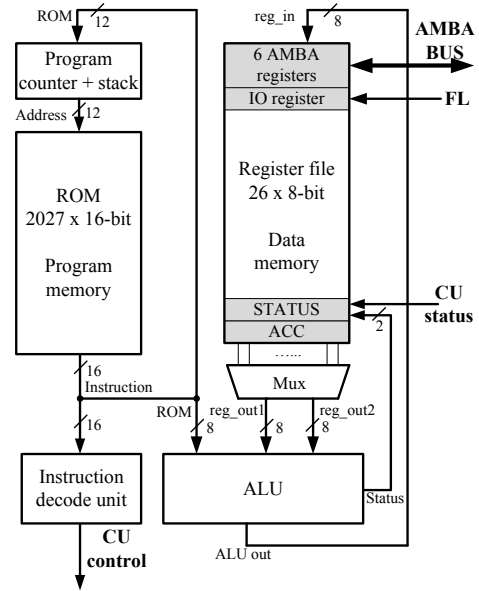 ROM
12
reg_in
8
AMBA
BUS
Program
counter + stack
6 AMBA
registers
IO register
FL
Address
12
ROM
2027 x 16-bit
Program
memory
Register file
26 x 8-bit
Data
memory
CU
status
STATUS
2
ACC
......
Mux
16
Instruction
16
ROM
8
reg_out1
8
reg_out2
8
Instruction
decode unit
ALU
Status
CU
control
ALU out